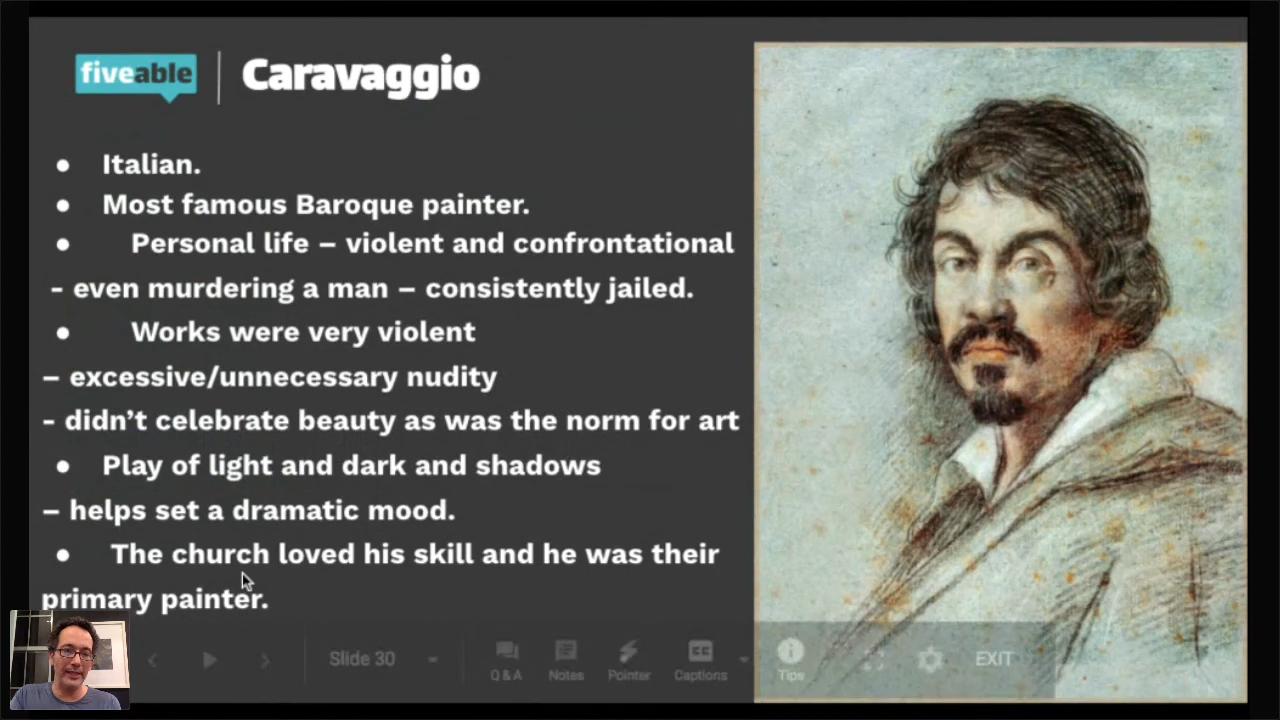 fiveable | Caravaggio
● Italian.
● Most famous Baroque painter.
● Personal life – violent and confrontational
- even murdering a man – consistently jailed.
● Works were very violent
– excessive/unnecessary nudity
- didn’t celebrate beauty as was the norm for art
● Play of light and dark and shadows
– helps set a dramatic mood.
● The church loved his skill and he was their
primary painter.
Slide 30
Q & A Notes Pointer Captions Tips EXIT